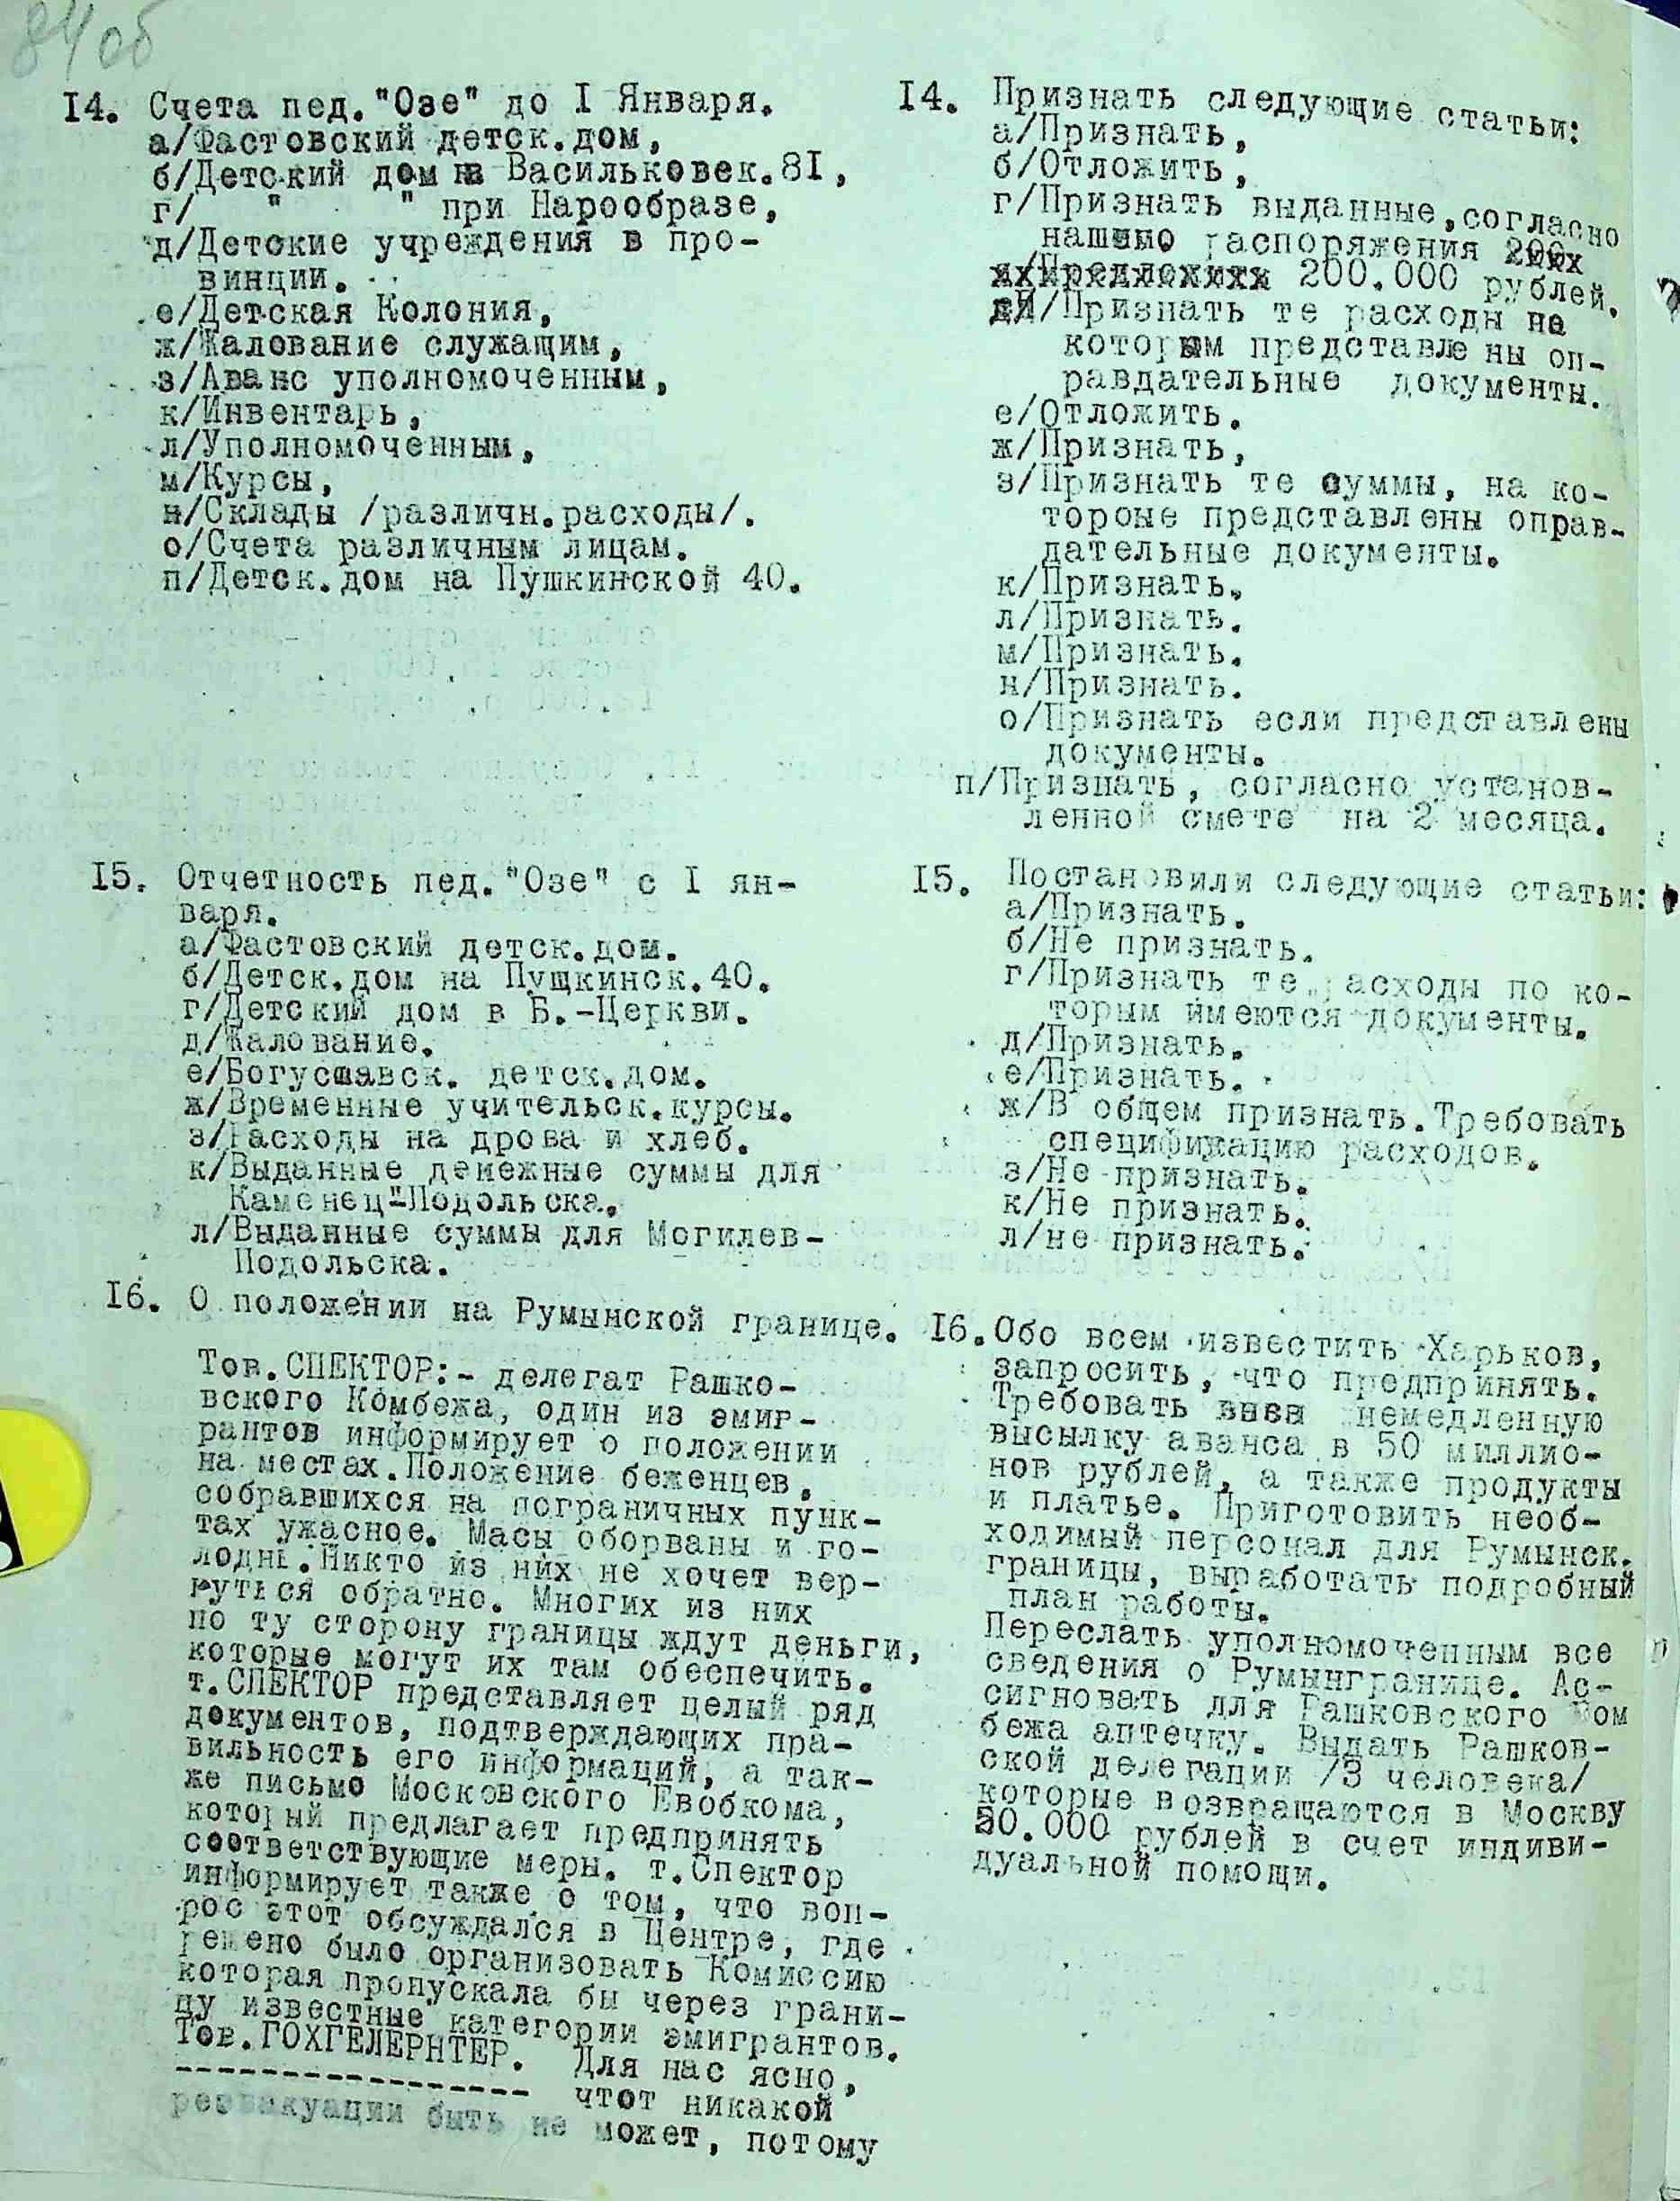 84об
I4. Счета пед."Озе" до I Января.
а/Фастовский детск.дом,
б/Детский дом на Васильковск.8I,
г/ " " при Нарообразе,
д/Детские учреждения в про-
винции.
е/Детская Колония,
ж/Жалование служащим,
з/Аванс уполномоченным,
к/Инвентарь,
л/Уполномоченным,
м/Курсы,
н/Склады /различн.расходы/.
о/Счета различным лицам.
п/Детск.дом на Пушкинской 40.
I4. Признать следующие статьи:
а/Признать,
б/Отложить,
г/Признать выданные,согласно
нашего распоряжения
200.000 рублей.
д/Признать те расходы на
которым представлены оп-
равдательные документы.
е/Отложить.
ж/Признать,
з/Признать те суммы, на ко-
тороые представлены оправ-
дательные документы.
к/Признать.
л/Признать.
м/Признать.
н/Признать.
о/Признать если представлены
документы.
п/Признать, согласно установ-
ленной смете на 2 месяца.
I5. Отчетность пед."Озе" с I ян-
варя.
а/Фастовский детск.дом.
б/Детск.дом на Пущкинск.40.
г/Детский дом в Б.-Церкви.
д/Жалование.
е/Богуславск. детск.дом.
ж/Временные учительск.курсы.
з/Расходы на дрова и хлеб.
к/Выданные денежные суммы для
Каменец-Подольска.
л/Выданные суммы для Могилев-
Подольска.
I5. Постановили следующие статьи:
а/Признать.
б/Не признать.
г/Признать те расходы по ко-
торым имеются документы.
д/Признать.
е/Признать.
ж/В общем признать.Требовать
спецификацию расходов.
з/Не признать.
к/Не признать.
л/не признать.
I6. О положении на Румынской границе.
Тов.СПЕКТОР:- делегат Рашко-
вского Комбежа, один из эмиг-
рантов информирует о положении
на местах.Положение беженцев,
собравшихся на пограничных пунк-
тах ужасное. Масы оборваны и го-
лодны.Никто из них не хочет вер-
нуться обратно. Многих из них
по ту сторону границы ждут деньги,
которые могут их там обеспечить.
т.СПЕКТОР представляет целый ряд
документов, подтверждающих пра-
вильность его информаций, а так-
же письмо Московского Евобкома,
который предлагает предпринять
соответствующие меры. т.Спектор
информирует также о том, что воп-
рос этот обсуждался в Центре, где
решено было организовать Комиссию
которая пропускала бы через грани-
цу известные категории эмигрантов.
Тов.ГОХГЕЛЕРНТЕР. Для нас ясно,
----------------- чтот никакой
реэвакуации быть не может, потому
I6.Обо всем известить Харьков,
запросить, что предпринять.
Требовать немедленную
высылку аванса в 50 миллио-
нов рублей, а также продукты
и платье. Приготовить необ-
ходимый персонал для Румынск.
границы, выработать подробный
план работы.
Переслать уполномоченным все
сведения о Румынгранице. Ас-
сигновать для Рашковского Ком
бежа аптечку. Выдать Рашков-
ской делегации /3 человека/
которые возвращаются в Москву
50.000 рублей в счет индиви-
дуальной помощи.